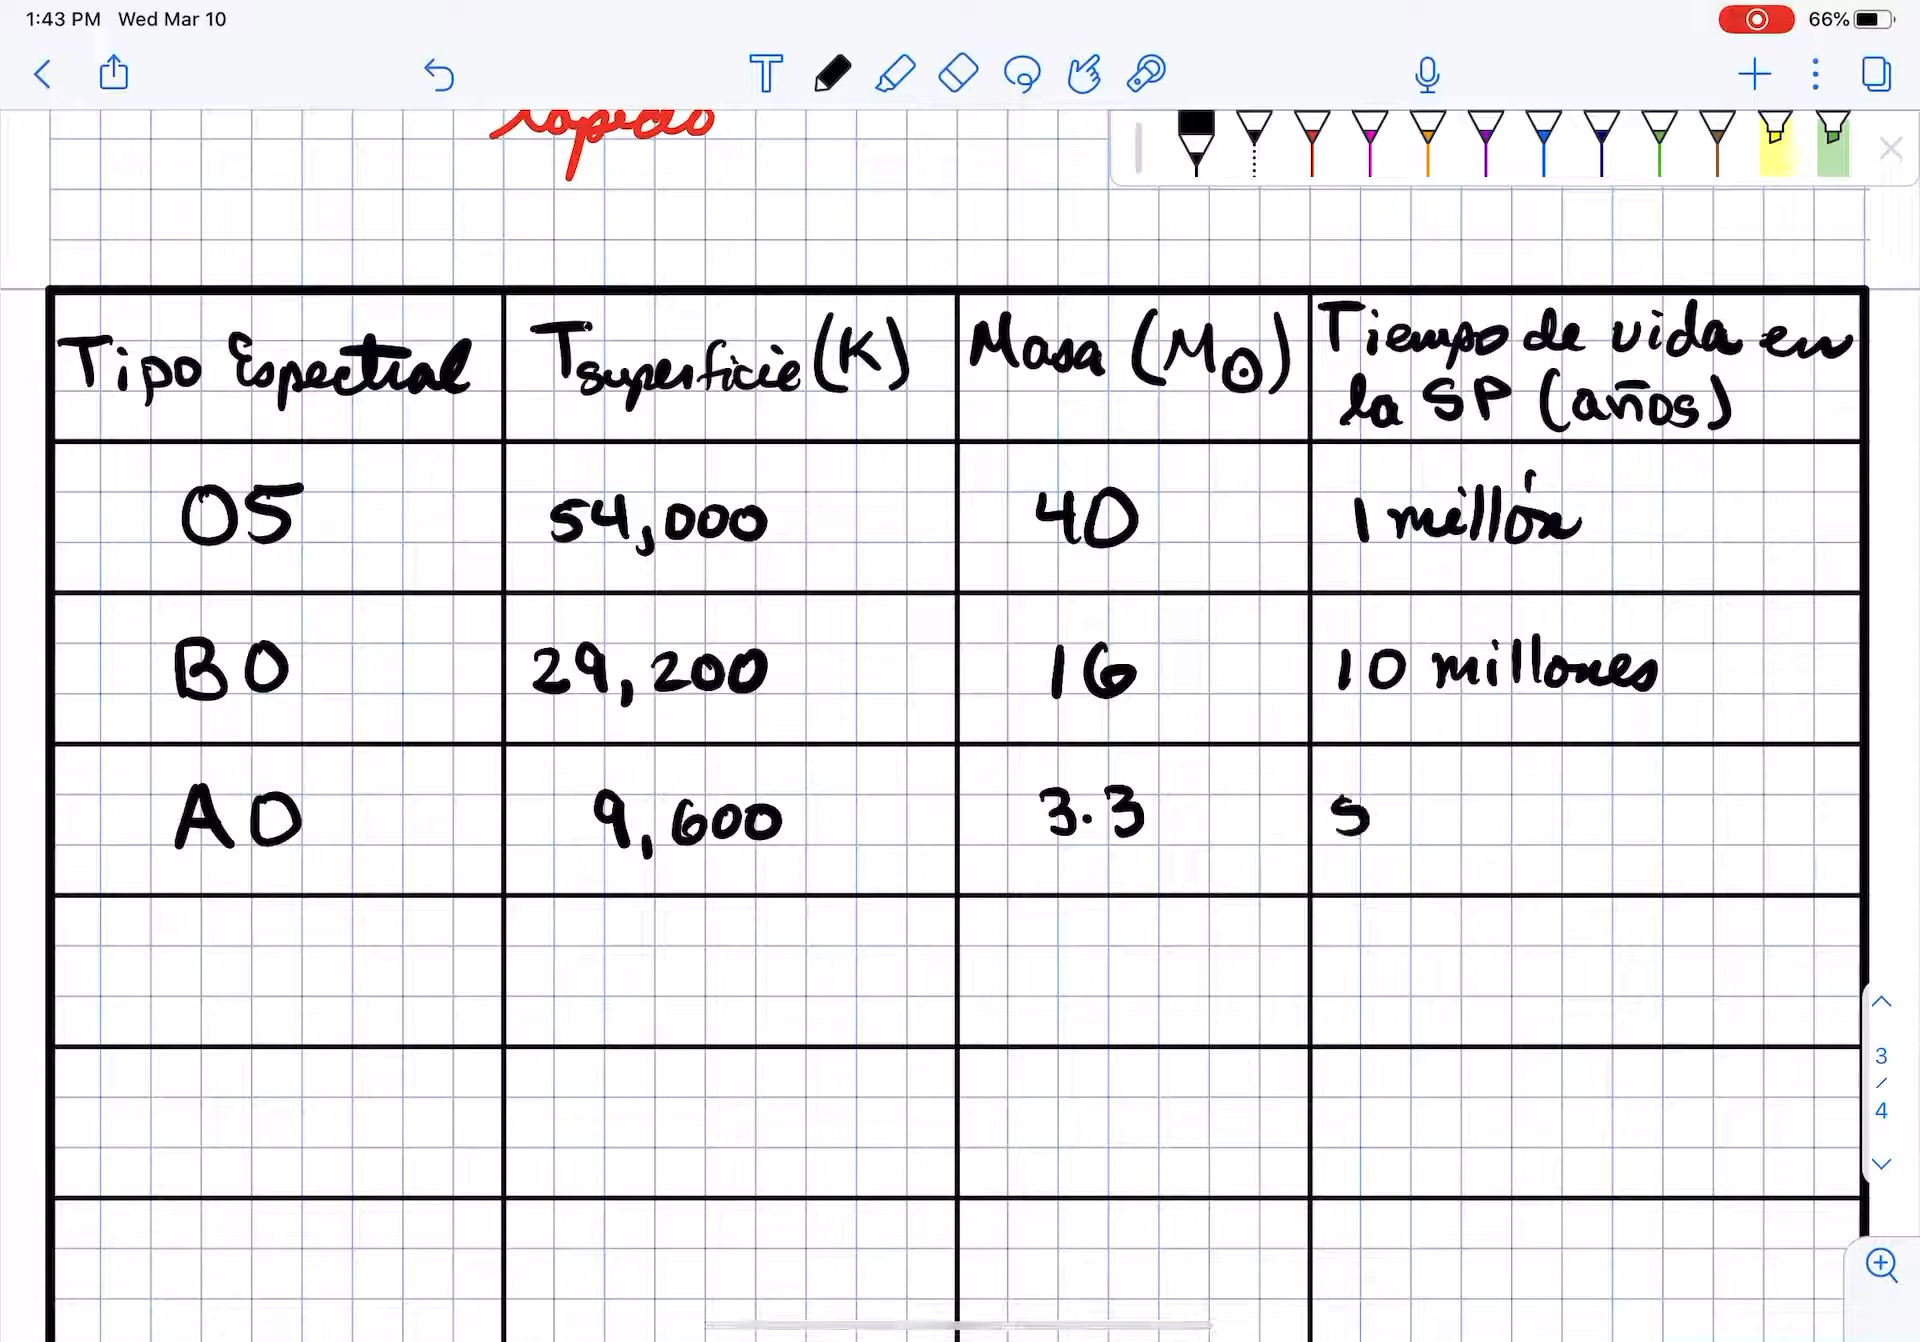 1:43 PM Wed Mar 10
66%
T
rápido
Tipo Espectral Tsuperficie (K) Masa (M⊙) Tiempo de vida en
la SP (años)
O5 54,000 40 1 millón
B0 29,200 16 10 millones
A0 9,600 3.3 5
3
/
4